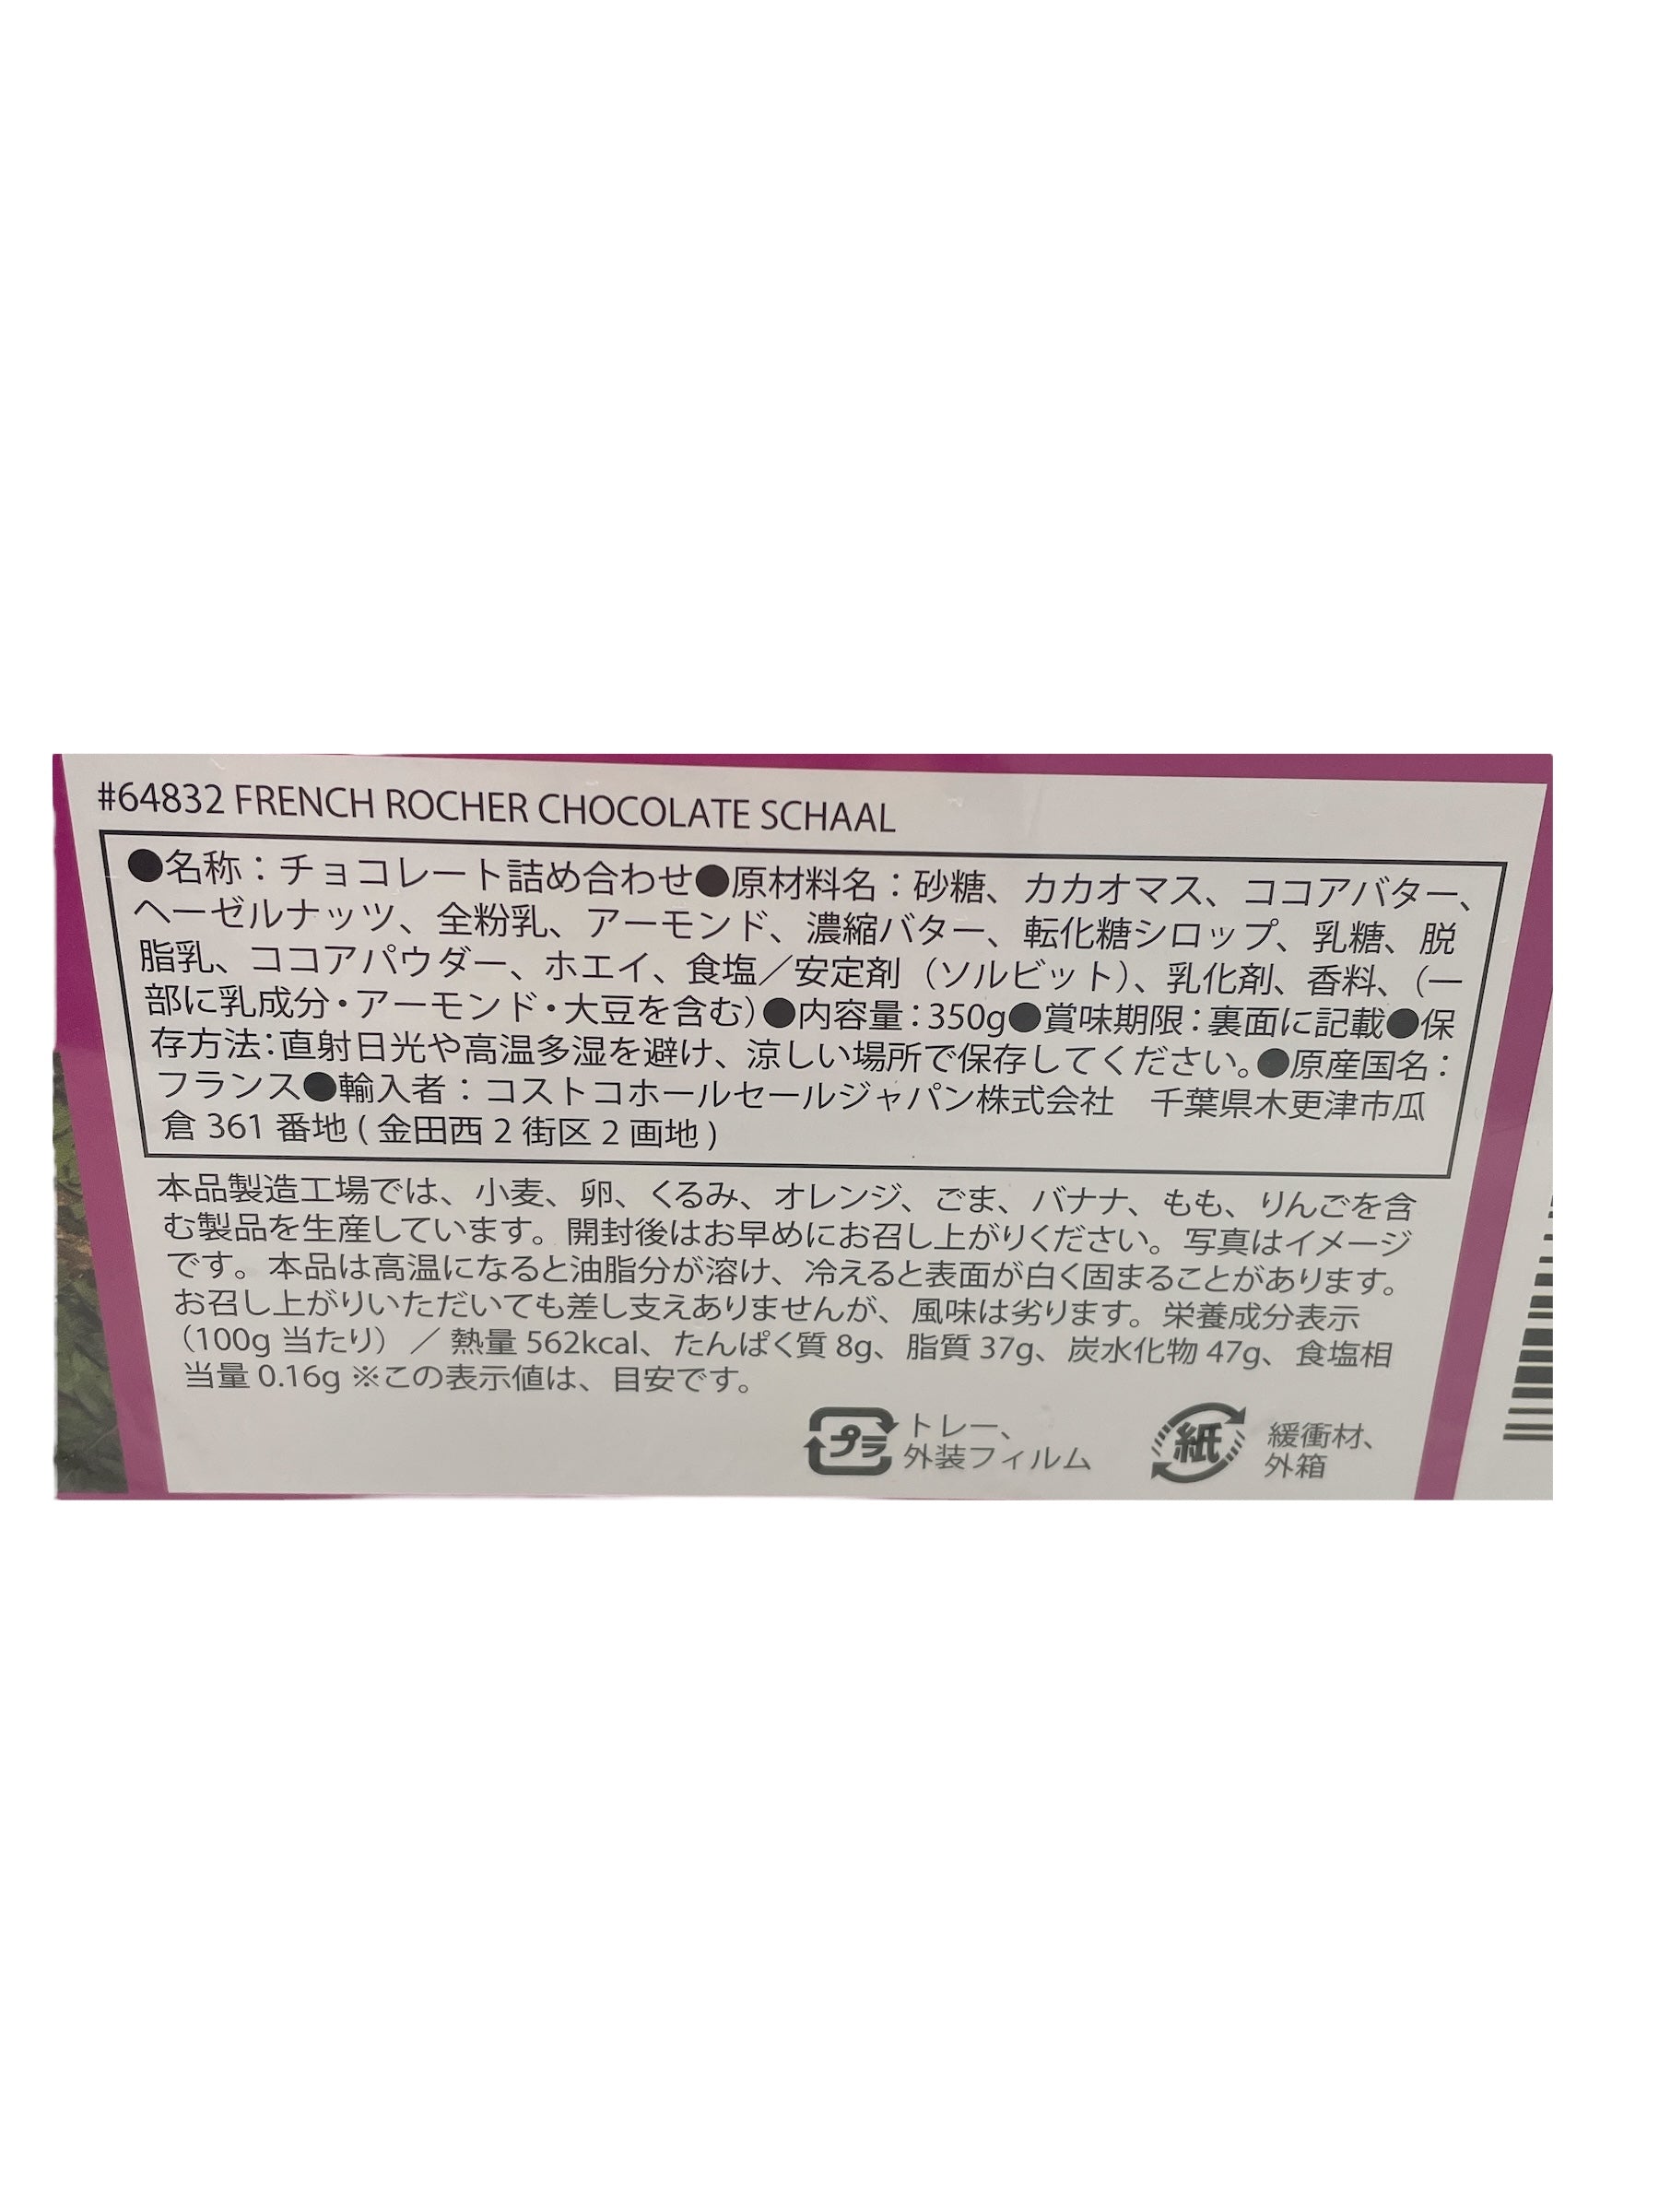 #64832 FRENCH ROCHER CHOCOLATE SCHAAL
●名称：チョコレート詰め合わせ●原材料名：砂糖、カカオマス、ココアバター、
ヘーゼルナッツ、全粉乳、アーモンド、濃縮バター、転化糖シロップ、乳糖、脱
脂乳、ココアパウダー、ホエイ、食塩／安定剤（ソルビット）、乳化剤、香料、（一
部に乳成分・アーモンド・大豆を含む）●内容量：350g●賞味期限：裏面に記載●保
存方法：直射日光や高温多湿を避け、涼しい場所で保存してください。●原産国名：
フランス●輸入者：コストコホールセールジャパン株式会社　千葉県木更津市瓜
倉 361 番地 ( 金田西 2 街区 2 画地 )
本品製造工場では、小麦、卵、くるみ、オレンジ、ごま、バナナ、もも、りんごを含
む製品を生産しています。開封後はお早めにお召し上がりください。写真はイメージ
です。本品は高温になると油脂分が溶け、冷えると表面が白く固まることがあります。
お召し上がりいただいても差し支えありませんが、風味は劣ります。栄養成分表示
（100g 当たり）／ 熱量 562kcal、たんぱく質 8g、脂質 37g、炭水化物 47g、食塩相
当量 0.16g ※この表示値は、目安です。
プラ トレー、
外装フィルム
紙 緩衝材、
外箱